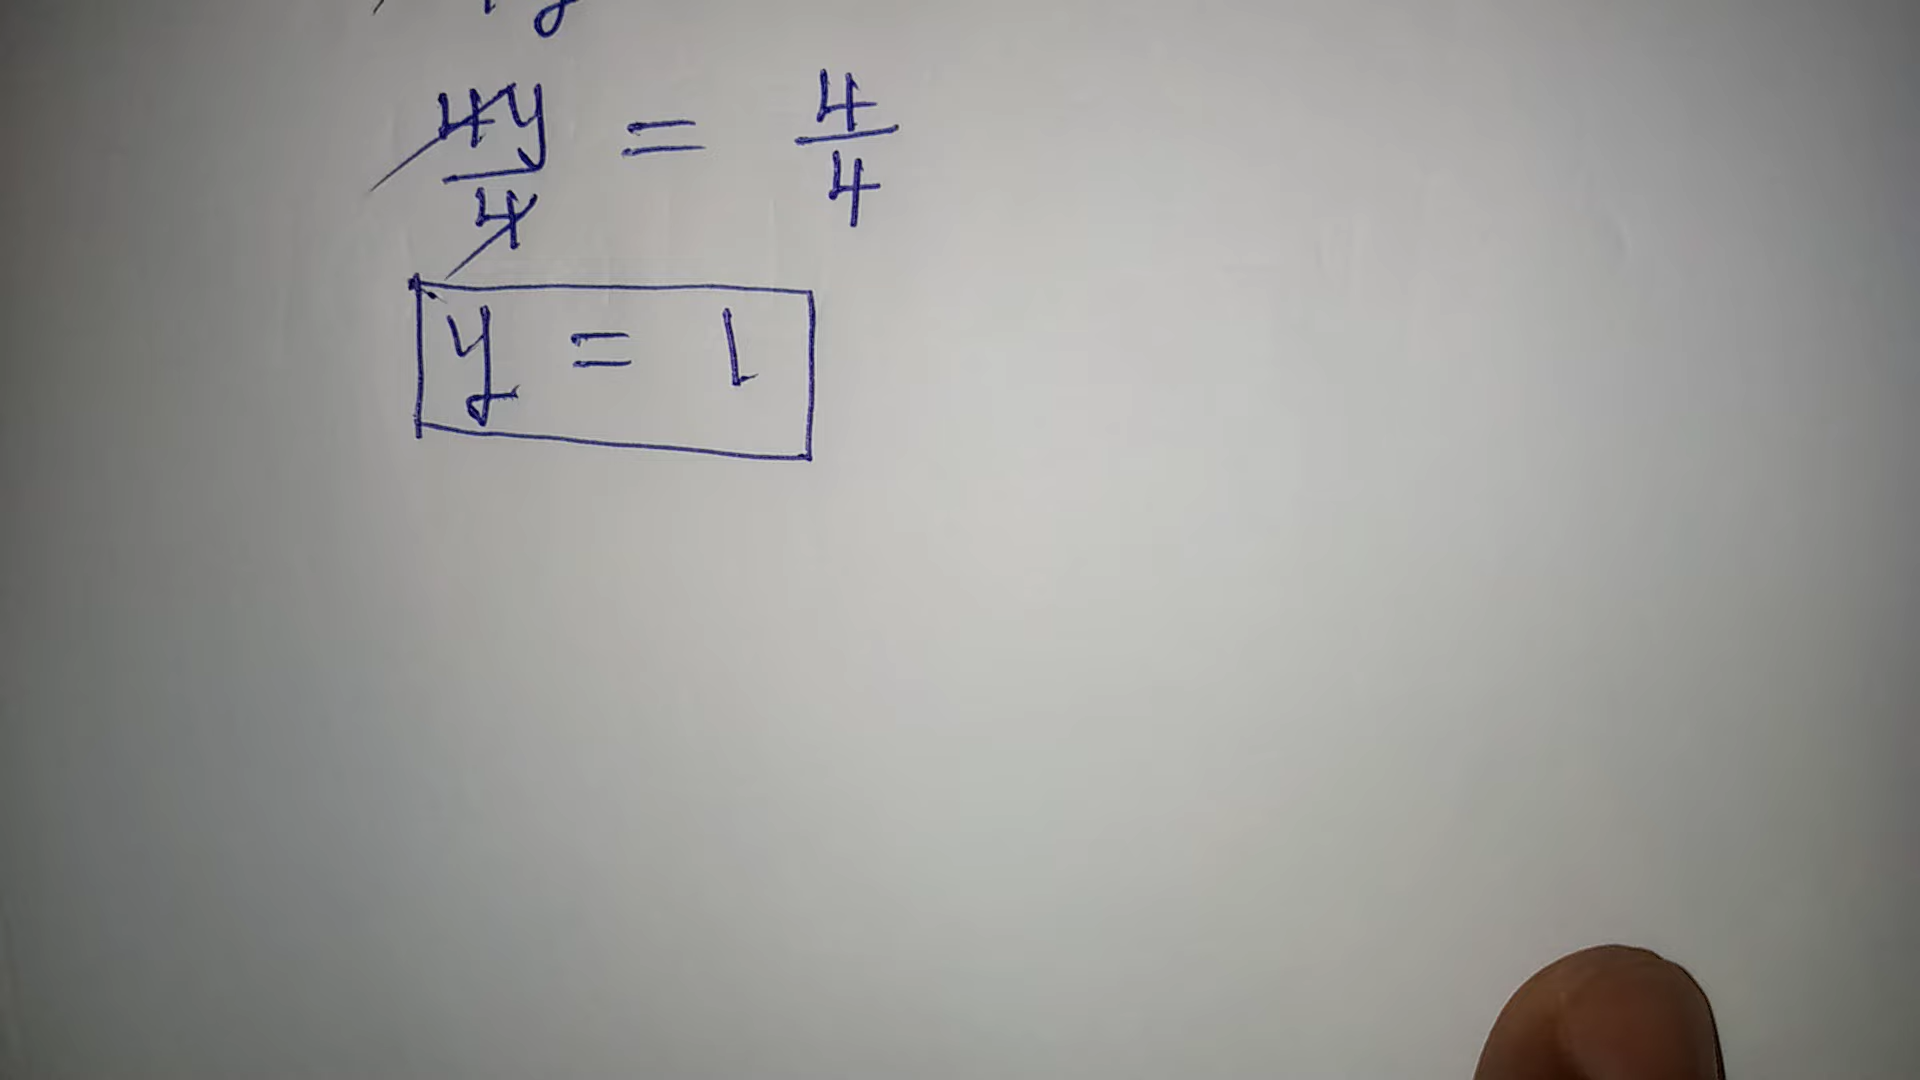 4y/4 = 4/4
y = 1